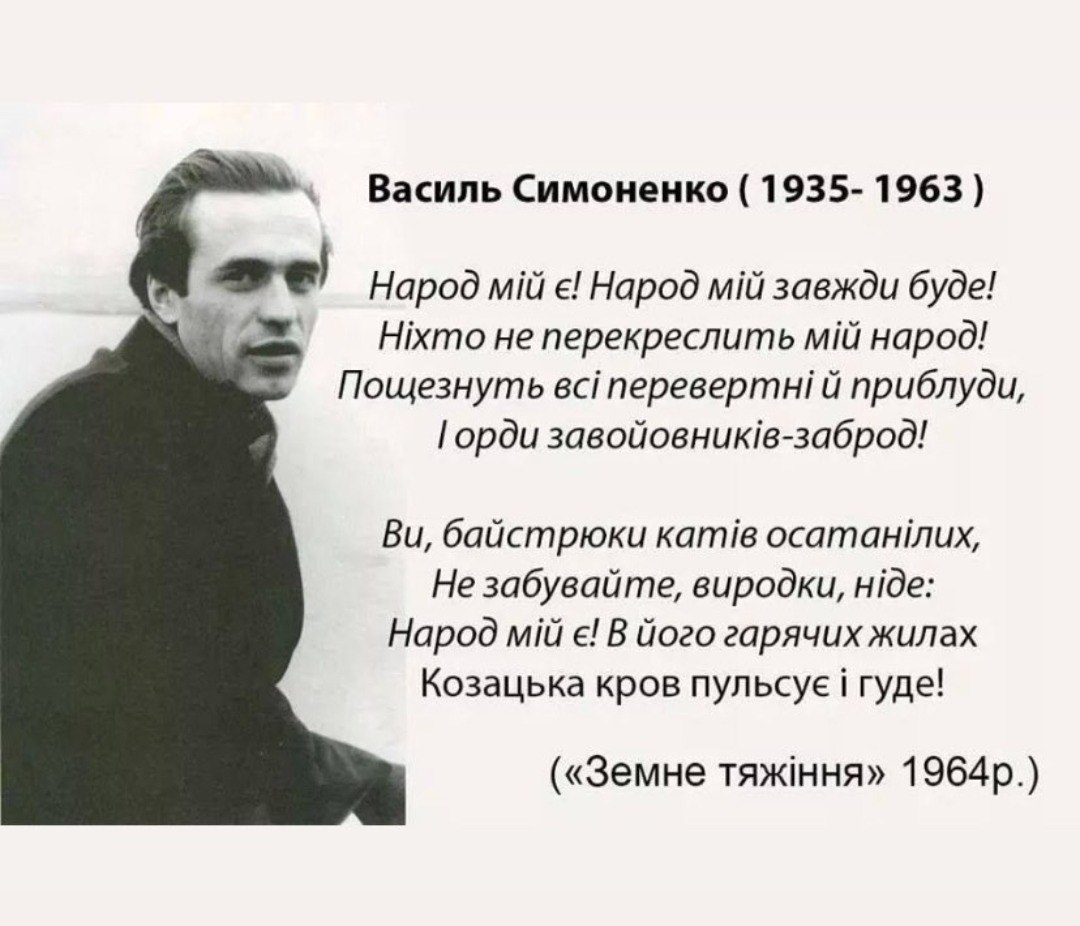 Василь Симоненко ( 1935- 1963 )
Народ мій є! Народ мій завжди буде!
Ніхто не перекреслить мій народ!
Пощезнуть всі перевертні й приблуди,
І орди завойовників-заброд!
Ви, байстрюки катів осатанілих,
Не забувайте, виродки, ніде:
Народ мій є! В його гарячих жилах
Козацька кров пульсує і гуде!
(«Земне тяжіння» 1964р.)